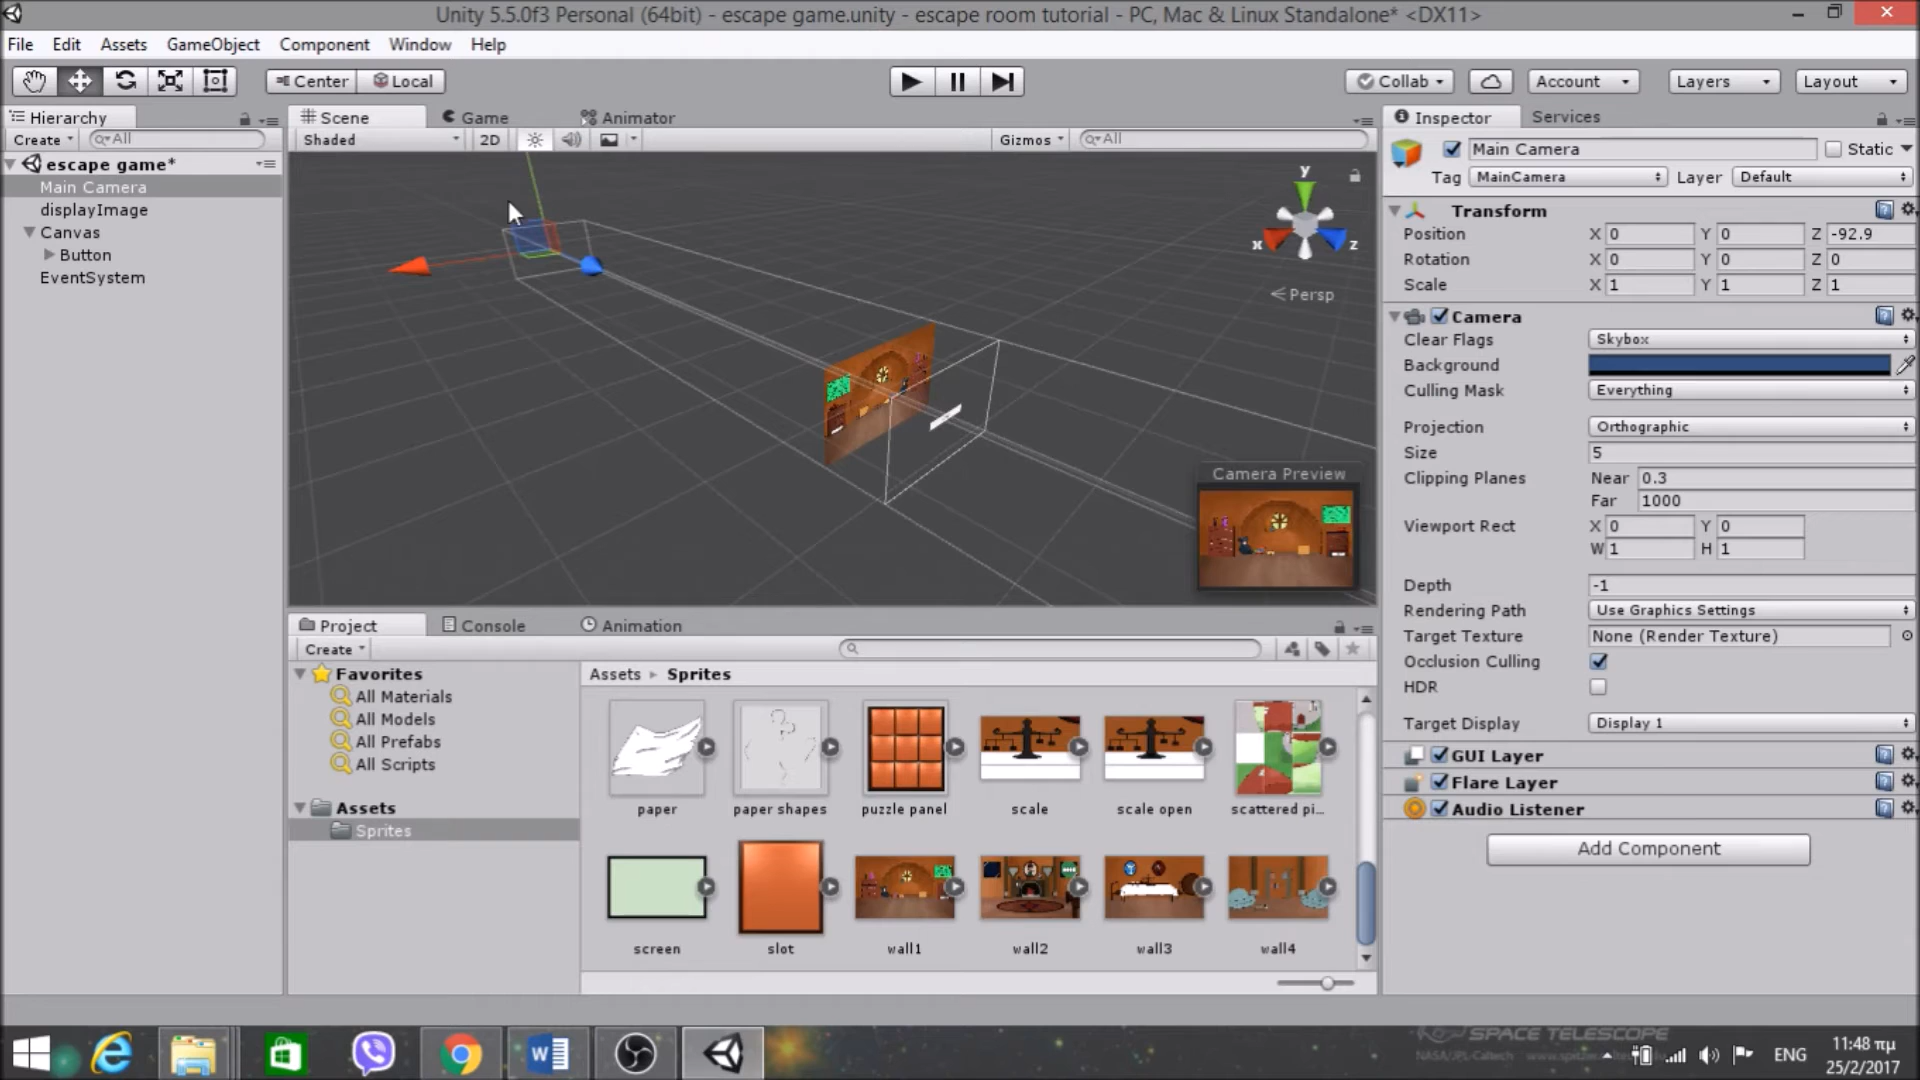 Unity 5.5.0f3 Personal (64bit) - escape game.unity - escape room tutorial - PC, Mac & Linux Standalone* <DX11>
File Edit Assets GameObject Component Window Help
Center Local Collab Account Layers Layout
Hierarchy
Create All
escape game*
Main Camera
displayImage
Canvas
Button
EventSystem
Scene Game Animator
Shaded 2D Gizmos All
y
x z
Persp
Camera Preview
Project Console Animation
Create
Favorites
All Materials
All Models
All Prefabs
All Scripts
Assets
Sprites
Assets Sprites
paper paper shapes puzzle panel scale scale open scattered pi...
screen slot wall1 wall2 wall3 wall4
Inspector Services
Main Camera Static
Tag MainCamera Layer Default
Transform
Position X 0 Y 0 Z -92.9
Rotation X 0 Y 0 Z 0
Scale X 1 Y 1 Z 1
Camera
Clear Flags Skybox
Background
Culling Mask Everything
Projection Orthographic
Size 5
Clipping Planes Near 0.3
Far 1000
Viewport Rect X 0 Y 0
W 1 H 1
Depth -1
Rendering Path Use Graphics Settings
Target Texture None (Render Texture)
Occlusion Culling
HDR
Target Display Display 1
GUI Layer
Flare Layer
Audio Listener
Add Component
SPACE TELESCOPE
NASA/JPL-Caltech
ENG
11:48 πμ
25/2/2017